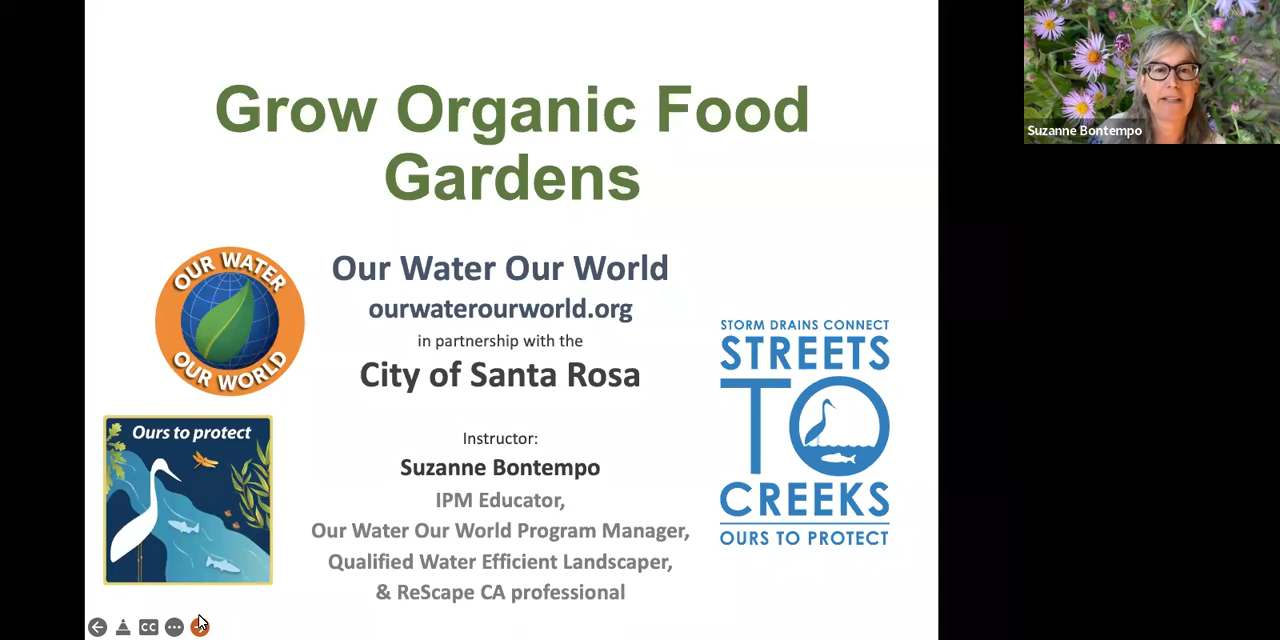 Grow Organic Food
Gardens
OUR WATER
OUR WORLD
Our Water Our World
ourwaterourworld.org
in partnership with the
City of Santa Rosa
Ours to protect
Instructor:
Suzanne Bontempo
IPM Educator,
Our Water Our World Program Manager,
Qualified Water Efficient Landscaper,
& ReScape CA professional
STORM DRAINS CONNECT
STREETS
TO
CREEKS
OURS TO PROTECT
CC
Suzanne Bontempo